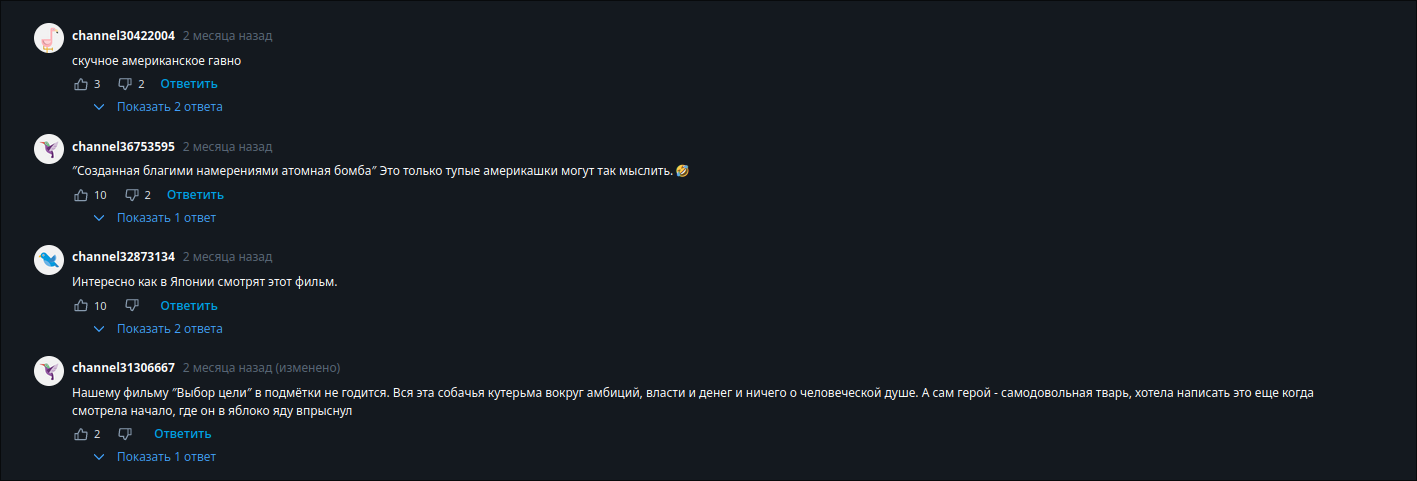 channel30422004 2 месяца назад
скучное американское гавно
3 2 Ответить
Показать 2 ответа
channel36753595 2 месяца назад
"Созданная благими намерениями атомная бомба" Это только тупые америкашки могут так мыслить. 🤣
10 2 Ответить
Показать 1 ответ
channel32873134 2 месяца назад
Интересно как в Японии смотрят этот фильм.
10 Ответить
Показать 2 ответа
channel31306667 2 месяца назад (изменено)
Нашему фильму "Выбор цели" в подмётки не годится. Вся эта собачья кутерьма вокруг амбиций, власти и денег и ничего о человеческой душе. А сам герой - самодовольная тварь, хотела написать это еще когда
смотрела начало, где он в яблоко яду впрыснул
2 Ответить
Показать 1 ответ